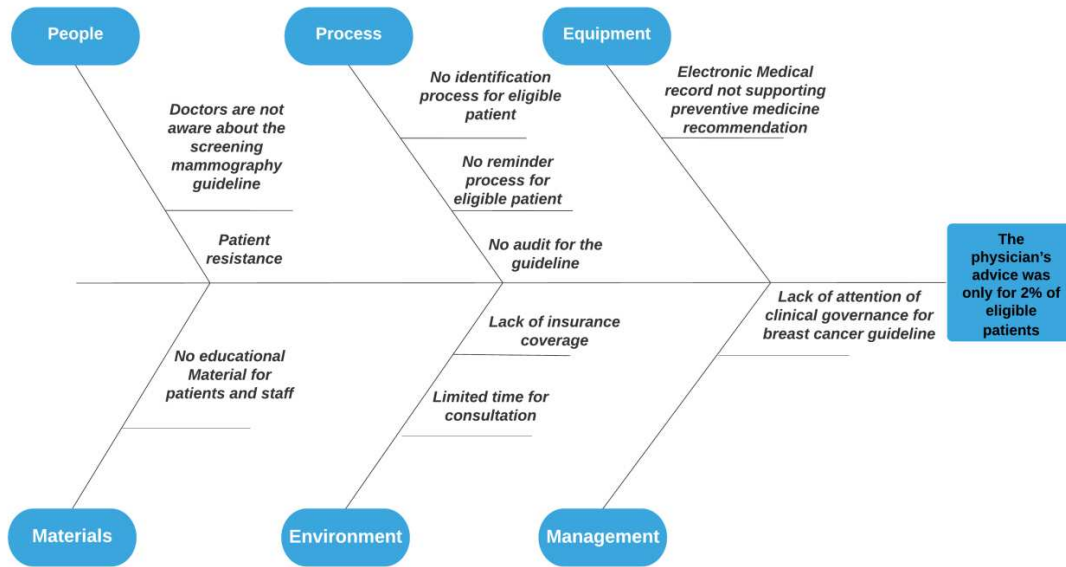 People
Process
Equipment
Doctors are not
aware about the
screening
mammography
guideline
Patient
resistance
No identification
process for eligible
patient
No reminder
process for
eligible patient
No audit for the
guideline
Electronic Medical
record not supporting
preventive medicine
recommendation
The
physician's
advice was
only for 2% of
eligible
patients
No educational
Material for
patients and staff
Lack of insurance
coverage
Limited time for
consultation
Lack of attention of
clinical governance for
breast cancer guideline
Materials
Environment
Management